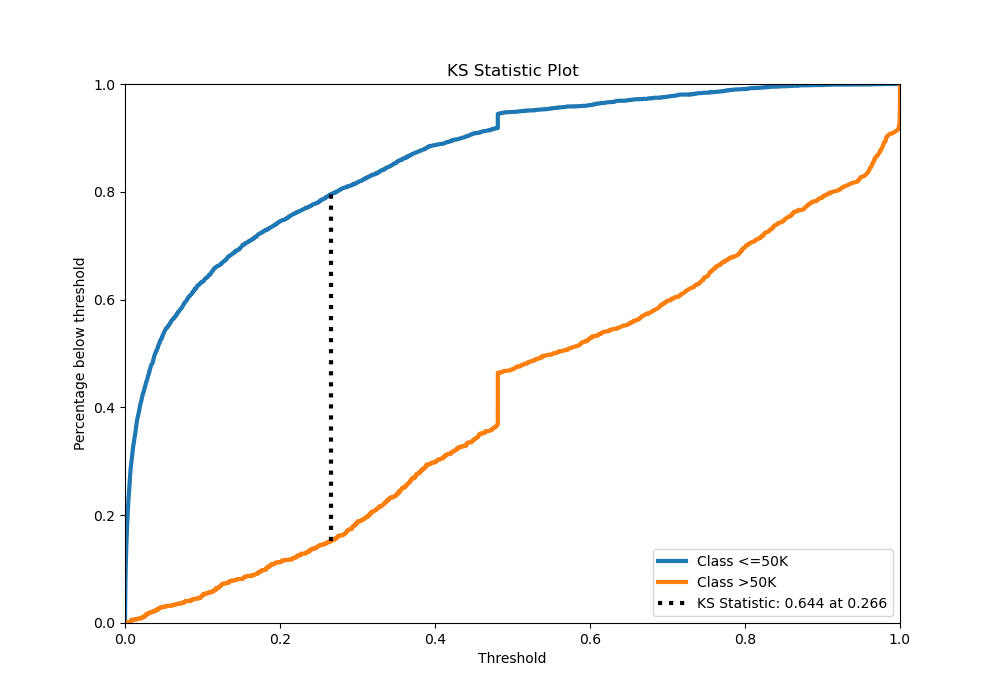 KS Statistic Plot
1.0
0.8
0.6
0.4
0.2
0.0
Percentage below threshold
0.0 0.2 0.4 0.6 0.8 1.0
Threshold
Class <=50K
Class >50K
KS Statistic: 0.644 at 0.266